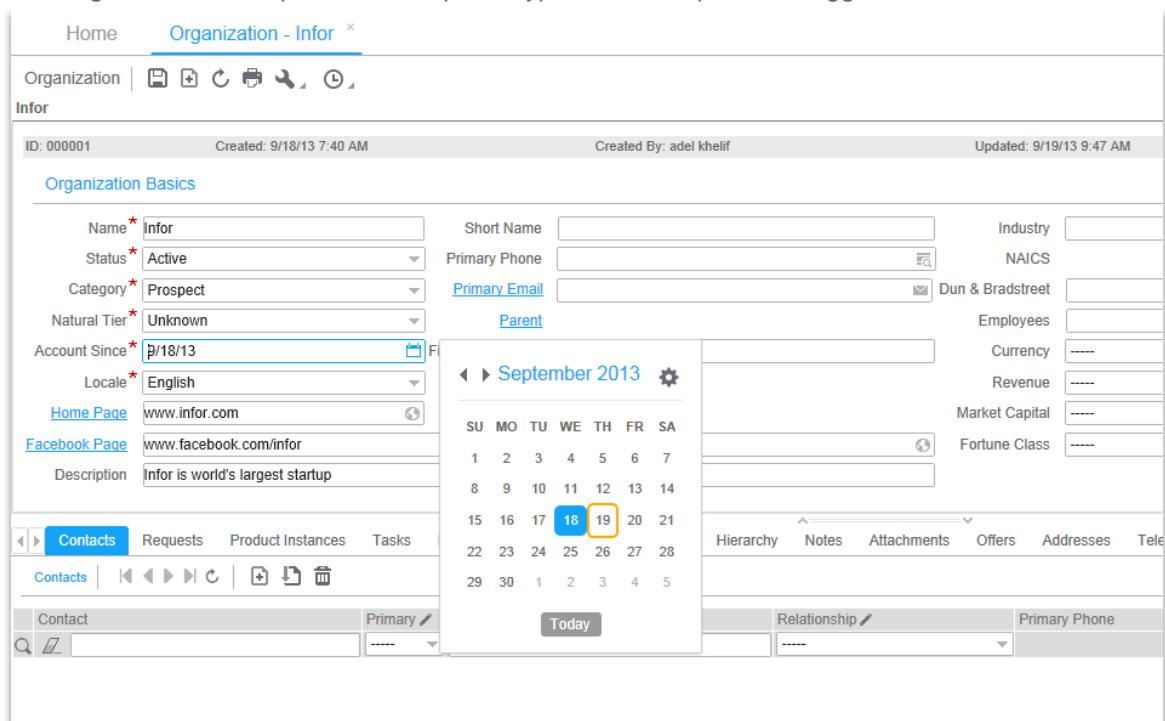 Home Organization - Infor ×
Organization
Infor
ID: 000001 Created: 9/18/13 7:40 AM Created By: adel khelif Updated: 9/19/13 9:47 AM
Organization Basics
Name* Infor Short Name Industry
Status* Active Primary Phone NAICS
Category* Prospect Primary Email Dun & Bradstreet
Natural Tier* Unknown Parent Employees
Account Since* 9/18/13 Fi Currency -----
Locale* English Revenue -----
Home Page www.infor.com Market Capital -----
Facebook Page www.facebook.com/infor Fortune Class -----
Description Infor is world's largest startup
September 2013
SU MO TU WE TH FR SA
1 2 3 4 5 6 7
8 9 10 11 12 13 14
15 16 17 18 19 20 21
22 23 24 25 26 27 28
29 30 1 2 3 4 5
Today
Contacts Requests Product Instances Tasks Hierarchy Notes Attachments Offers Addresses Tele
Contacts
Contact Primary Relationship Primary Phone
----- -----